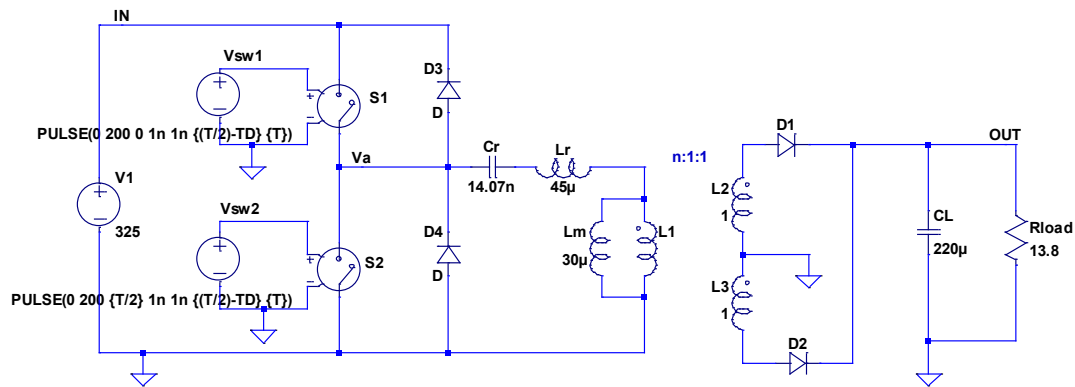 IN
Vsw1
S1
D3
D
PULSE(0 200 0 1n 1n {(T/2)-TD} {T})
Va
Cr
14.07n
Lr
45µ
n:1:1
D1
OUT
V1
325
Vsw2
S2
D4
D
Lm
30µ
L1
L2
1
L3
1
CL
220µ
Rload
13.8
PULSE(0 200 {T/2} 1n 1n {(T/2)-TD} {T})
D2